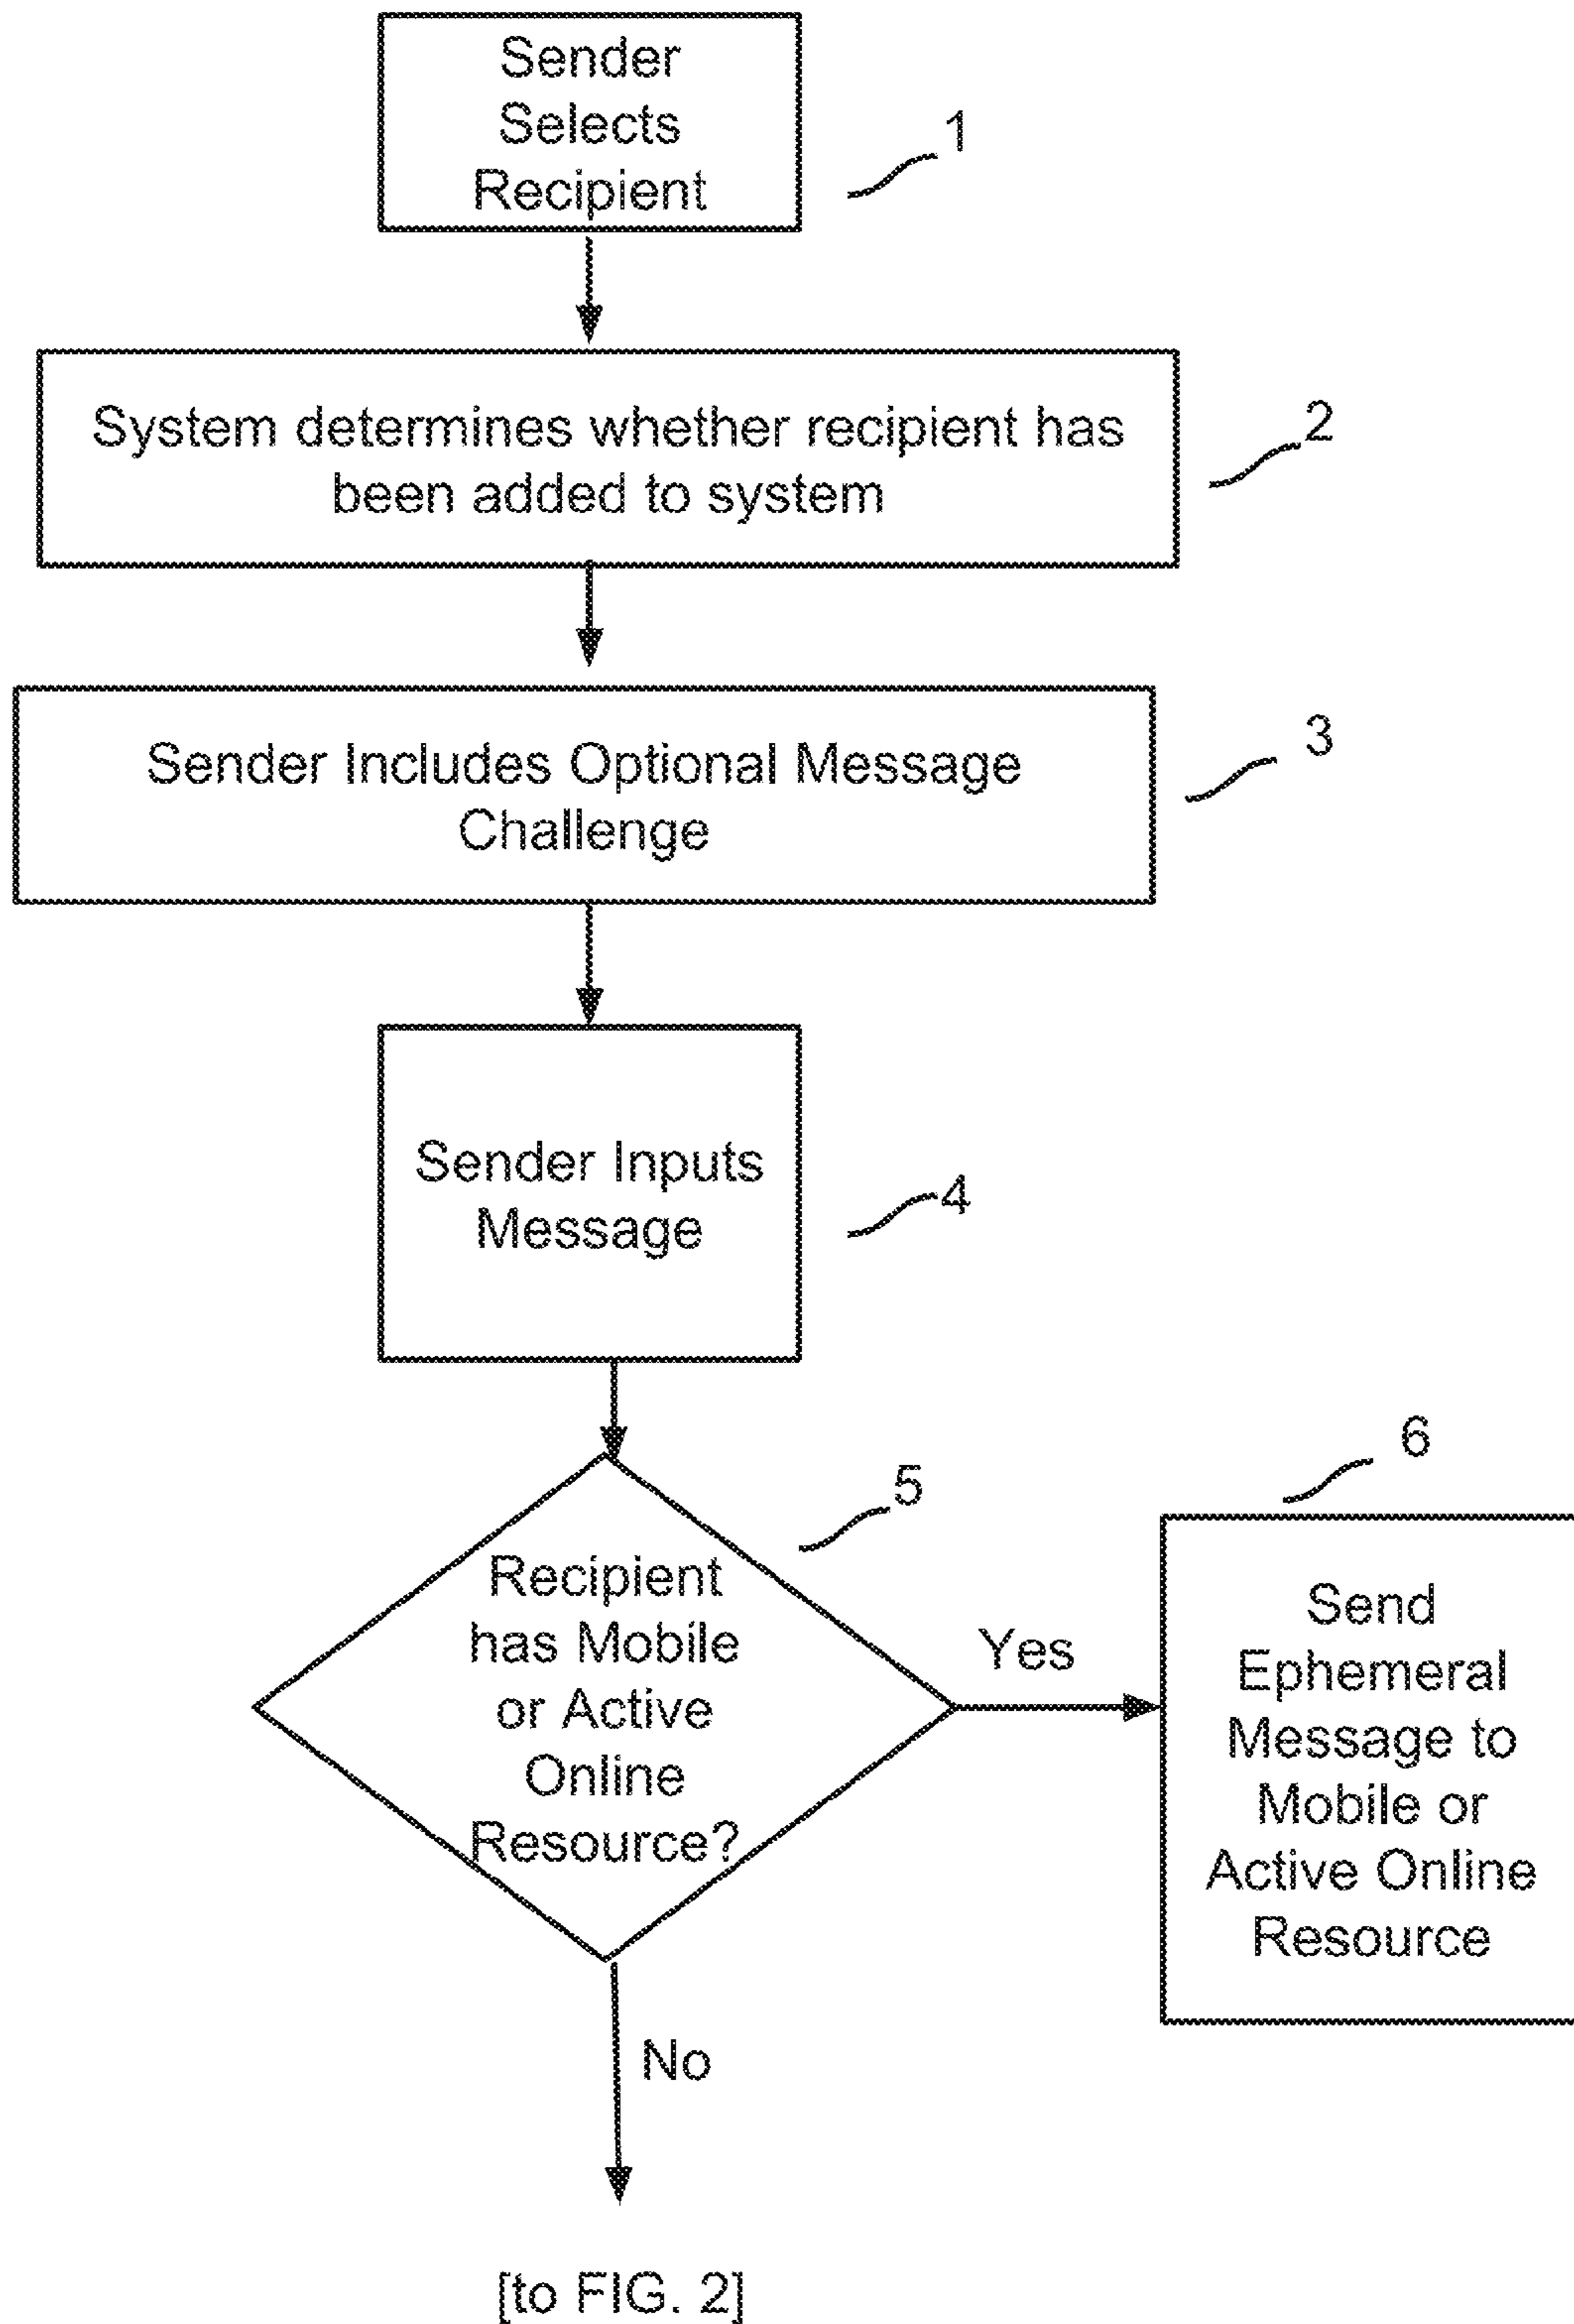 Sender
Selects
Recipient
1
System determines whether recipient has
been added to system
2
Sender Includes Optional Message
Challenge
3
Sender Inputs
Message
4
Recipient
has Mobile
or Active
Online
Resource?
5
Yes
6
Send
Ephemeral
Message to
Mobile or
Active Online
Resource
No
[to FIG. 2]